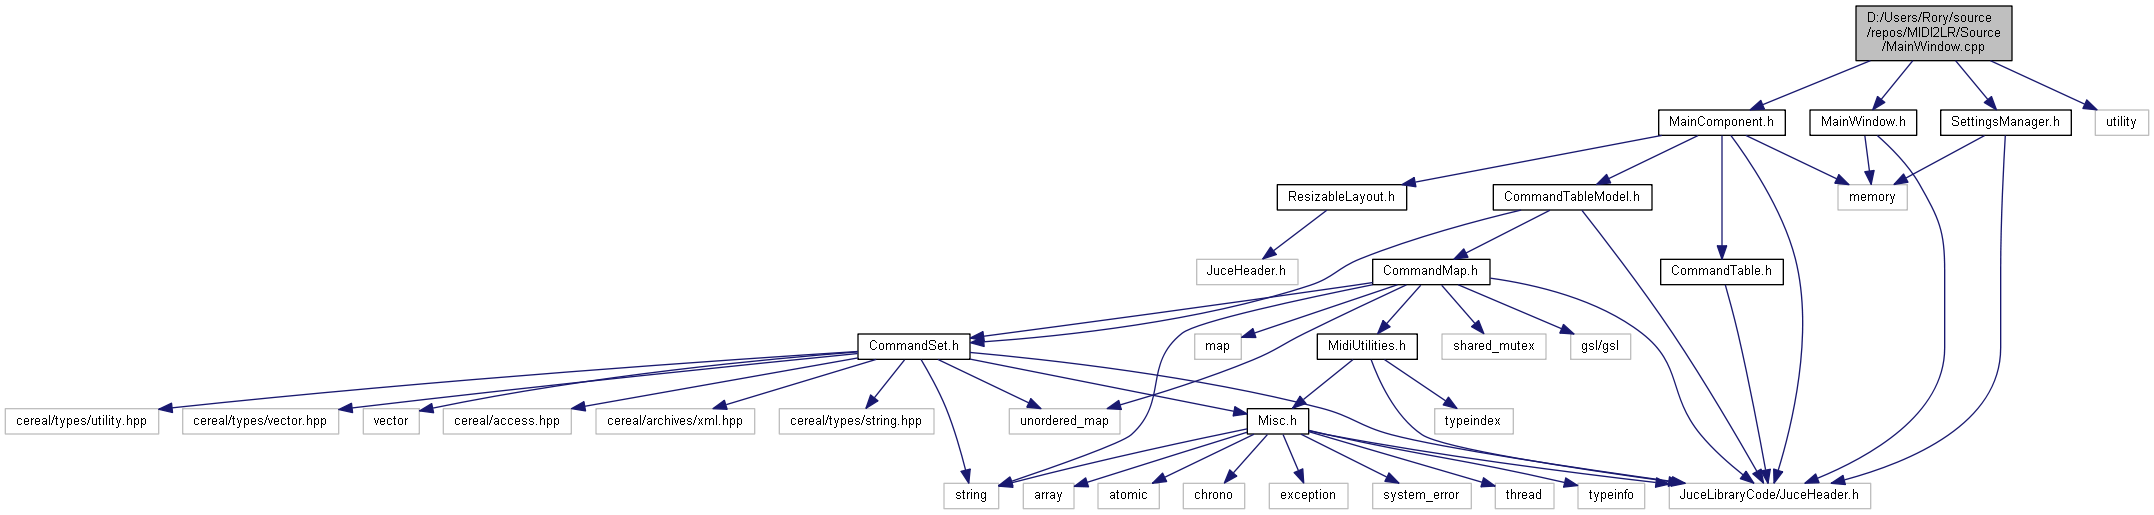 D:/Users/Rory/source
/repos/MIDI2LR/Source
/MainWindow.cpp
MainComponent.h
MainWindow.h
SettingsManager.h
utility
ResizableLayout.h
CommandTableModel.h
memory
JuceHeader.h
CommandMap.h
CommandTable.h
CommandSet.h
map
MidiUtilities.h
shared_mutex
gsl/gsl
cereal/types/utility.hpp
cereal/types/vector.hpp
vector
cereal/access.hpp
cereal/archives/xml.hpp
cereal/types/string.hpp
unordered_map
Misc.h
typeindex
string
array
atomic
chrono
exception
system_error
thread
typeinfo
JuceLibraryCode/JuceHeader.h